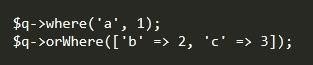 $q->where('a', 1);
$q->orWhere(['b' => 2, 'c' => 3]);